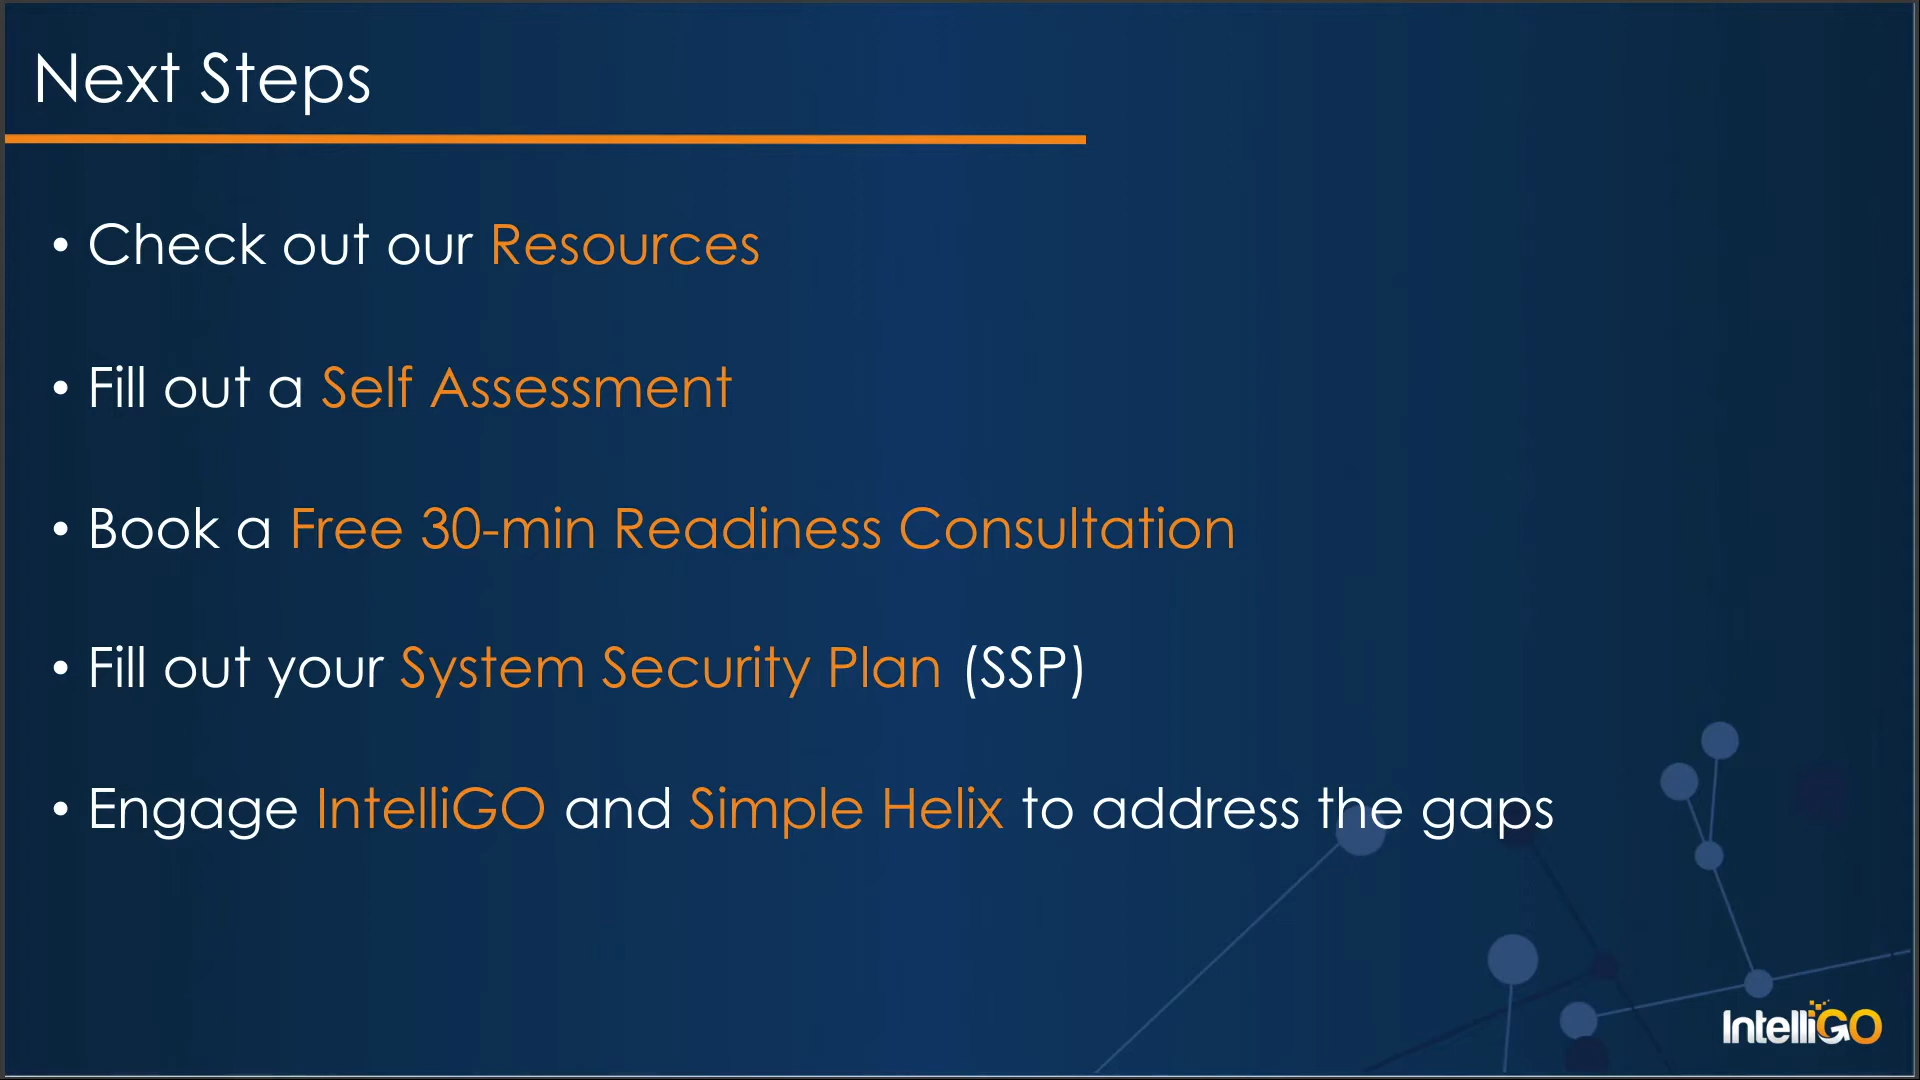 Next Steps
• Check out our Resources
• Fill out a Self Assessment
• Book a Free 30-min Readiness Consultation
• Fill out your System Security Plan (SSP)
• Engage IntelliGO and Simple Helix to address the gaps
IntelliGO